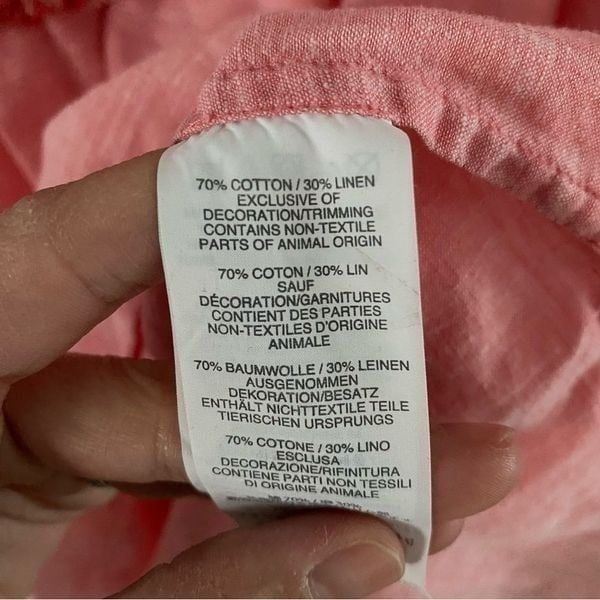 70% COTTON / 30% LINEN
EXCLUSIVE OF
DECORATION/TRIMMING
CONTAINS NON-TEXTILE
PARTS OF ANIMAL ORIGIN
70% COTON / 30% LIN
SAUF
DÉCORATION/GARNITURES
CONTIENT DES PARTIES
NON-TEXTILES D'ORIGINE
ANIMALE
70% BAUMWOLLE / 30% LEINEN
AUSGENOMMEN
DEKORATION/BESATZ
ENTHÄLT NICHTTEXTILE TEILE
TIERISCHEN URSPRUNGS
70% COTONE / 30% LINO
ESCLUSA
DECORAZIONE/RIFINITURA
CONTIENE PARTI NON TESSILI
DI ORIGINE ANIMALE
70% 30%